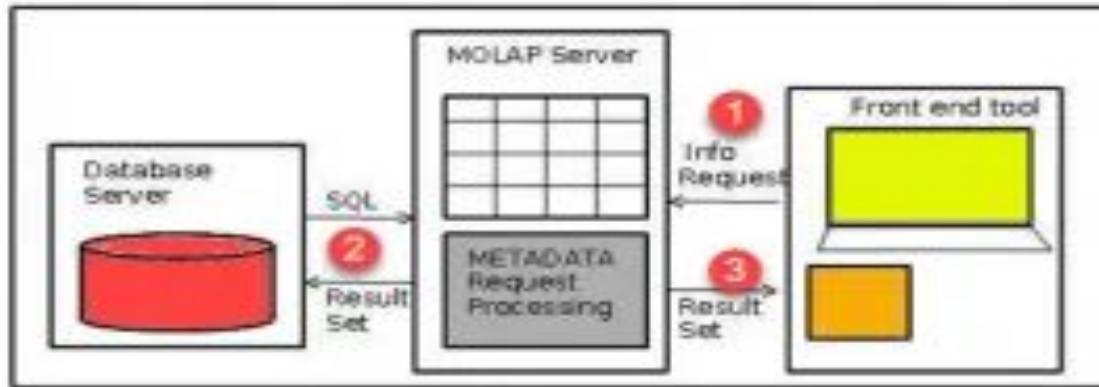 MOLAP Server
1
Front end tool
Info
Request
Database
Server
SQL
2
Result
Set
METADATA
Request
Processing
3
Result
Set